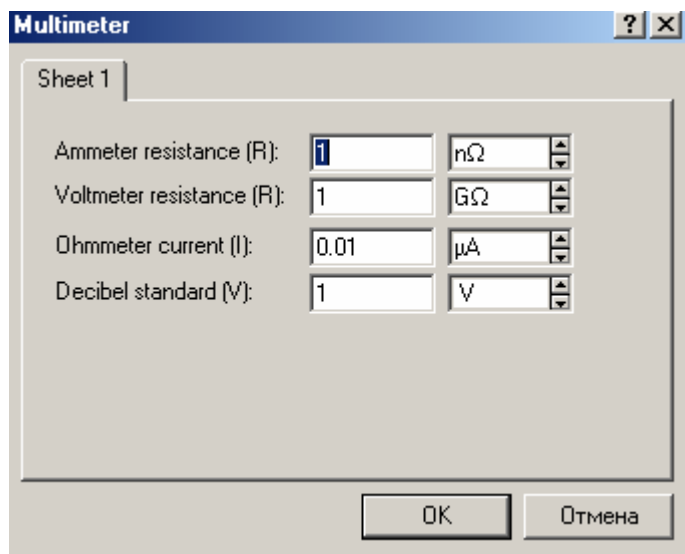 Multimeter ? ×
Sheet 1
Ammeter resistance (R): 1 nΩ
Voltmeter resistance (R): 1 GΩ
Ohmmeter current (I): 0.01 μA
Decibel standard (V): 1 V
OK Отмена